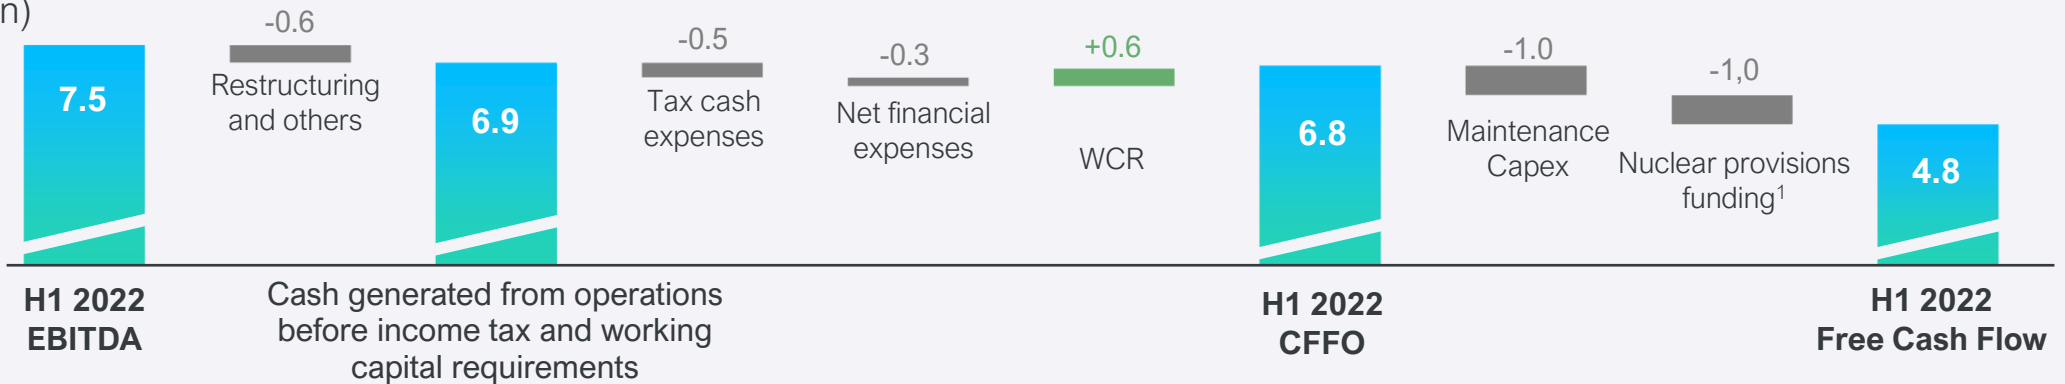 n)
7.5
-0.6
Restructuring
and others
6.9
-0.5
Tax cash
expenses
-0.3
Net financial
expenses
+0.6
WCR
6.8
-1.0
Maintenance
Capex
-1,0
Nuclear provisions
funding¹
4.8
H1 2022
EBITDA
Cash generated from operations
before income tax and working
capital requirements
H1 2022
CFFO
H1 2022
Free Cash Flow